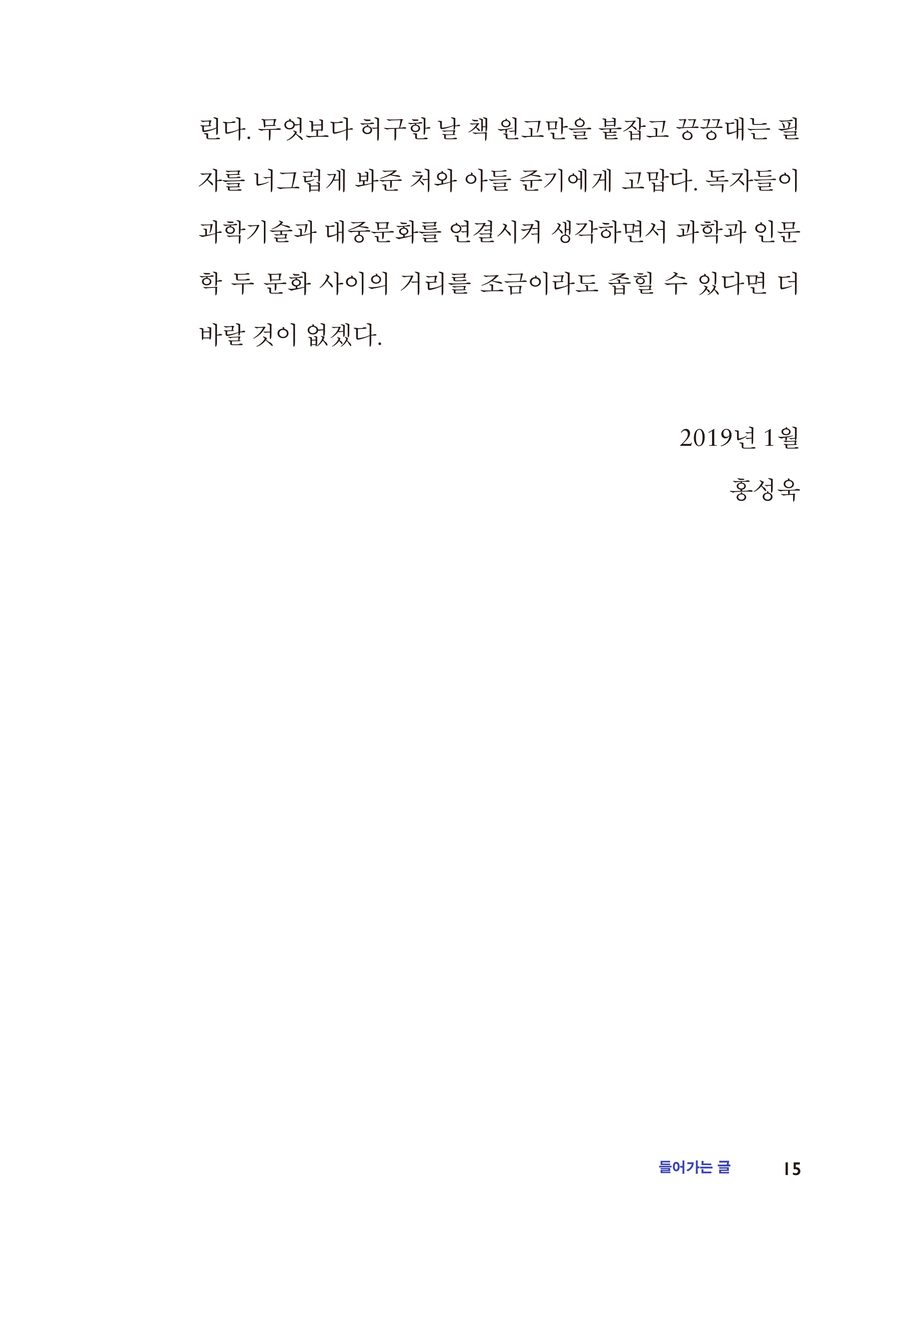 린다. 무엇보다 허구한 날 책 원고만을 붙잡고 끙끙대는 필
자를 너그럽게 봐준 처와 아들 준기에게 고맙다. 독자들이
과학기술과 대중문화를 연결시켜 생각하면서 과학과 인문
학 두 문화 사이의 거리를 조금이라도 좁힐 수 있다면 더
바랄 것이 없겠다.
2019년 1월
홍성욱
들어가는 글 15